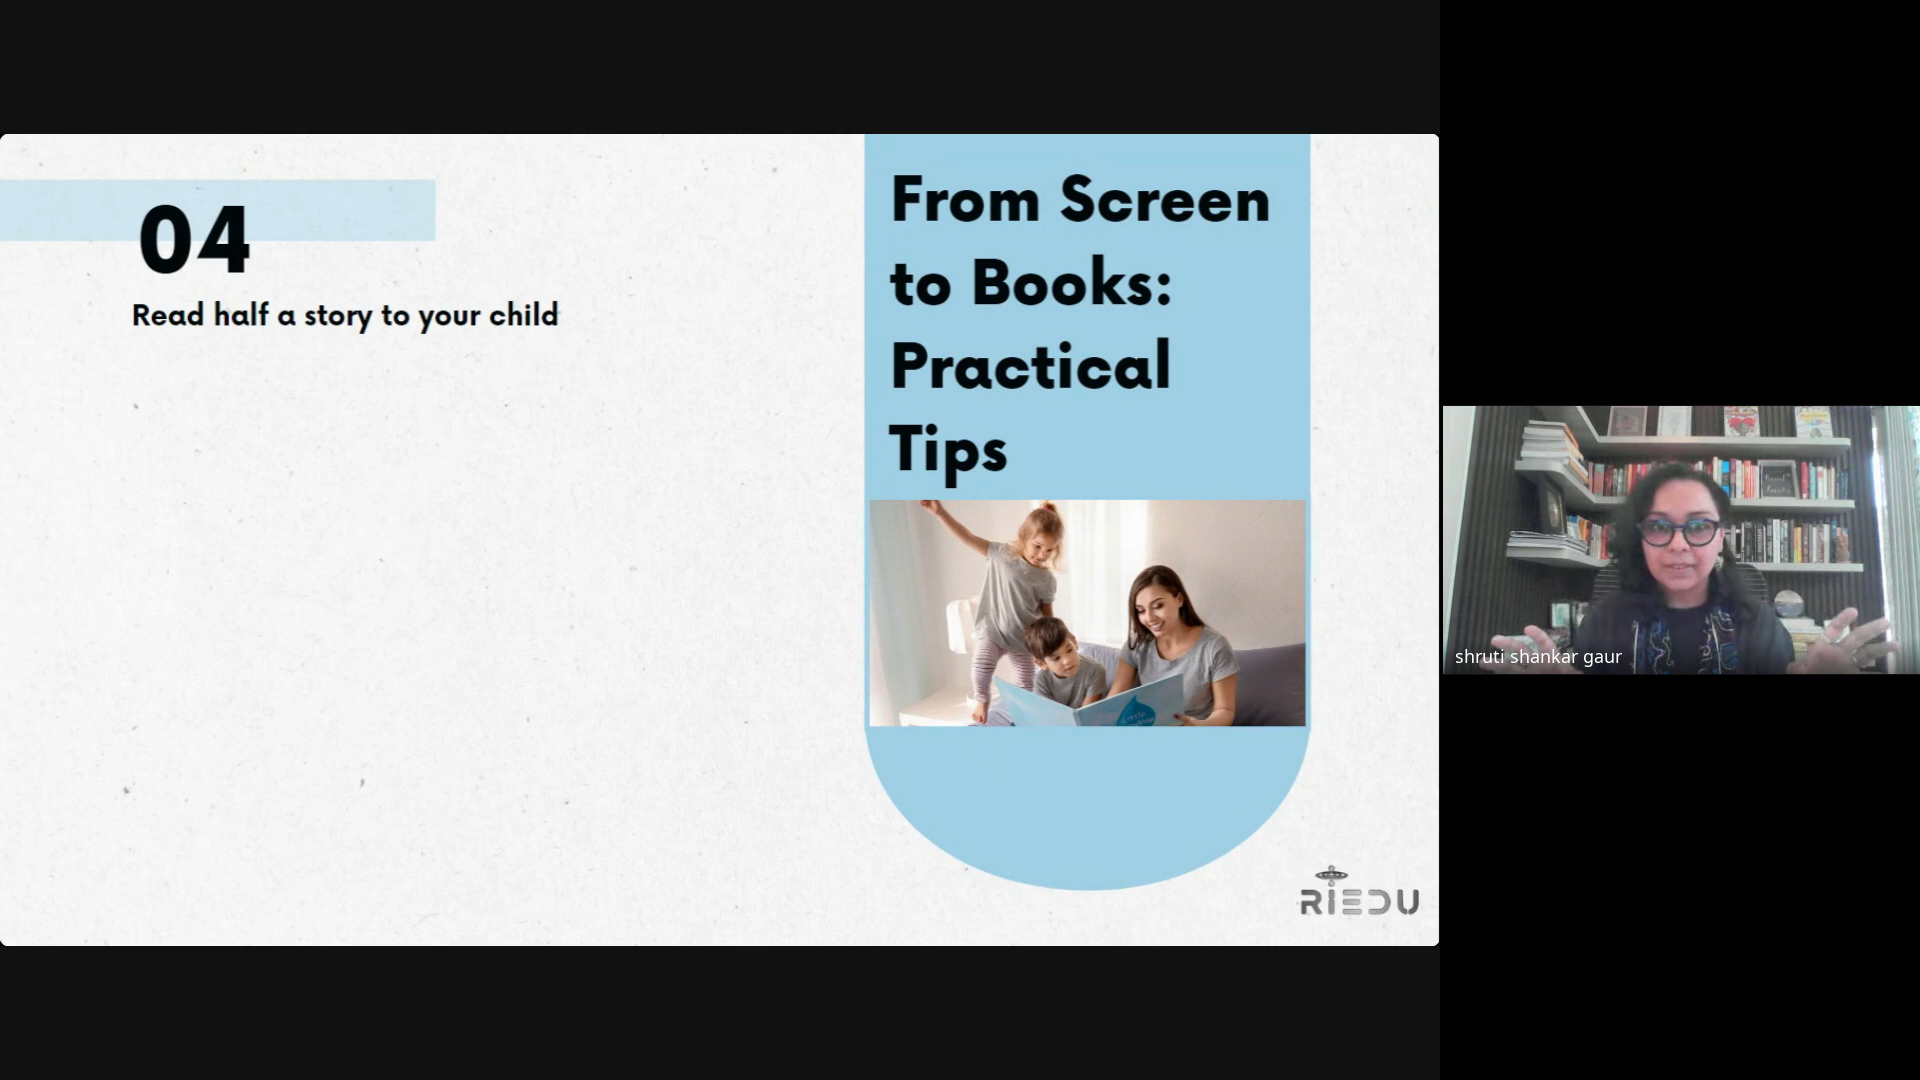 04
Read half a story to your child
From Screen
to Books:
Practical
Tips
RIEDU
shruti shankar gaur